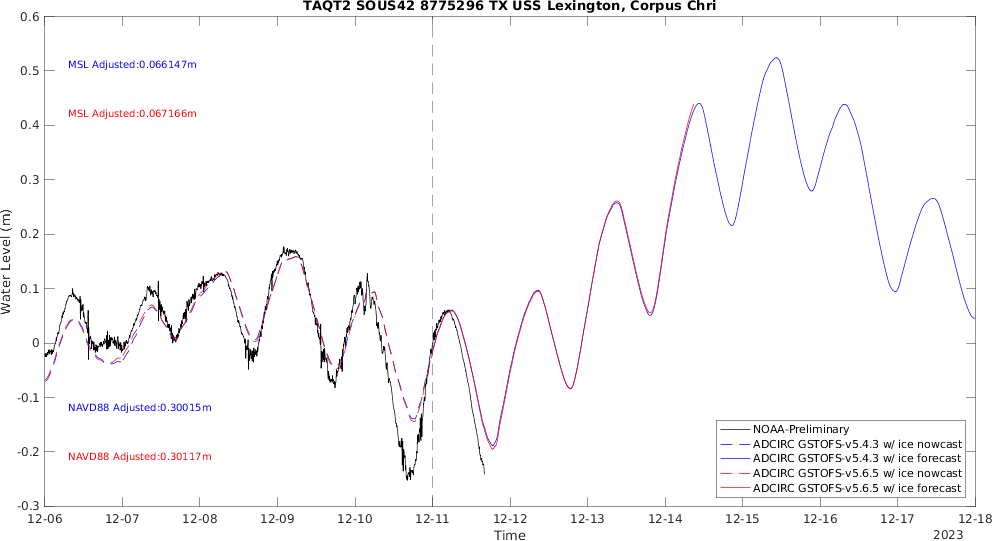 TAQT2 SOUS42 8775296 TX USS Lexington, Corpus Chri
0.6
0.5
0.4
0.3
0.2
0.1
0
-0.1
-0.2
-0.3
Water Level (m)
MSL Adjusted:0.066147m
MSL Adjusted:0.067166m
NAVD88 Adjusted:0.30015m
NAVD88 Adjusted:0.30117m
NOAA-Preliminary
ADCIRC GSTOFS-v5.4.3 w/ ice nowcast
ADCIRC GSTOFS-v5.4.3 w/ ice forecast
ADCIRC GSTOFS-v5.6.5 w/ ice nowcast
ADCIRC GSTOFS-v5.6.5 w/ ice forecast
12-06 12-07 12-08 12-09 12-10 12-11 12-12 12-13 12-14 12-15 12-16 12-17 12-18
Time
2023